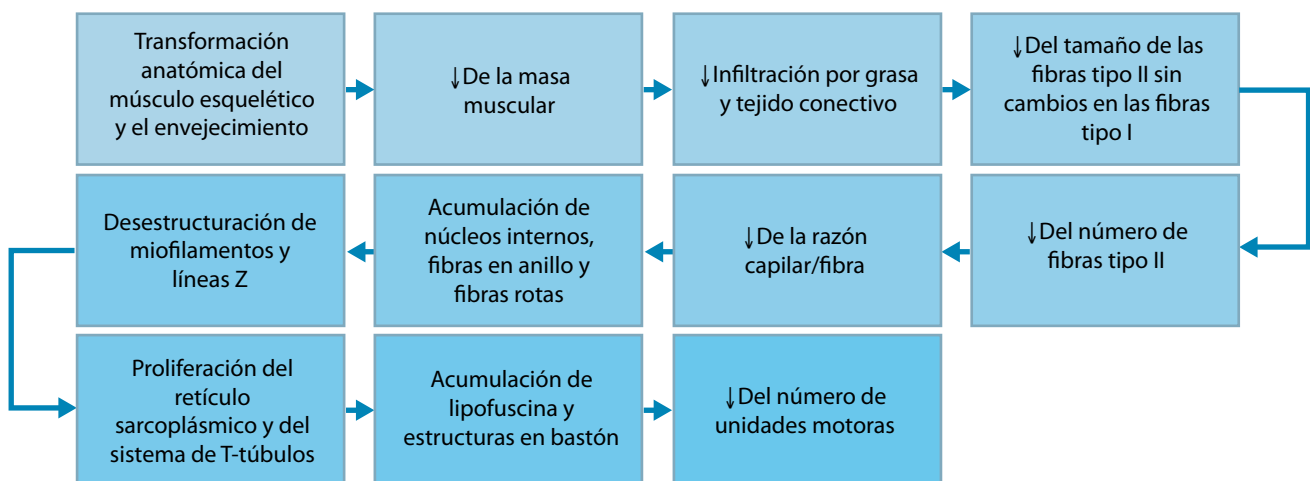 Transformación
anatómica del
músculo esquelético
y el envejecimiento
↓De la masa
muscular
↓Infiltración por grasa
y tejido conectivo
↓Del tamaño de las
fibras tipo II sin
cambios en las fibras
tipo I
↓Del número de
fibras tipo II
↓De la razón
capilar/fibra
Acumulación de
núcleos internos,
fibras en anillo y
fibras rotas
Desestructuración de
miofilamentos y
líneas Z
Proliferación del
retículo
sarcoplásmico y del
sistema de T-túbulos
Acumulación de
lipofuscina y
estructuras en bastón
↓Del número de
unidades motoras